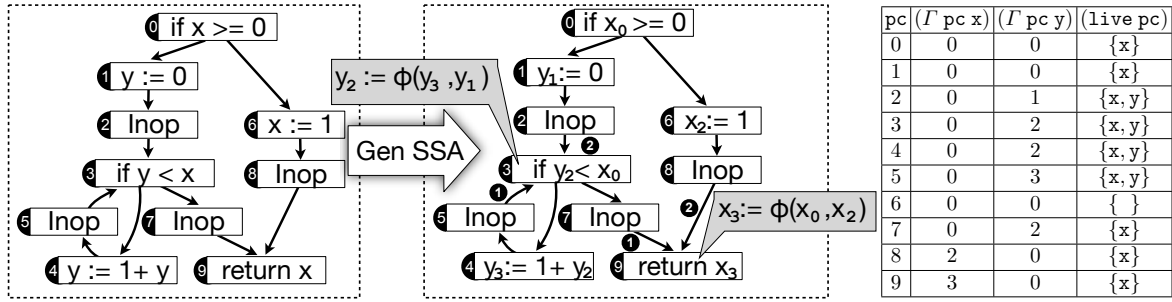 0 if x >= 0
1 y := 0
2 Inop
6 x := 1
3 if y < x
8 Inop
5 Inop
7 Inop
4 y := 1+ y
9 return x
Gen SSA
0 if x0 >= 0
y2 := ϕ(y3 ,y1)
1 y1:= 0
2 Inop
6 x2:= 1
2
3 if y2< x0
8 Inop
1
5 Inop
7 Inop
2
x3:= ϕ(x0 ,x2)
1
4 y3:= 1+ y2
9 return x3
pc (Γ pc x) (Γ pc y) (live pc)
0 0 0 {x}
1 0 0 {x}
2 0 1 {x, y}
3 0 2 {x, y}
4 0 2 {x, y}
5 0 3 {x, y}
6 0 0 { }
7 0 2 {x}
8 2 0 {x}
9 3 0 {x}